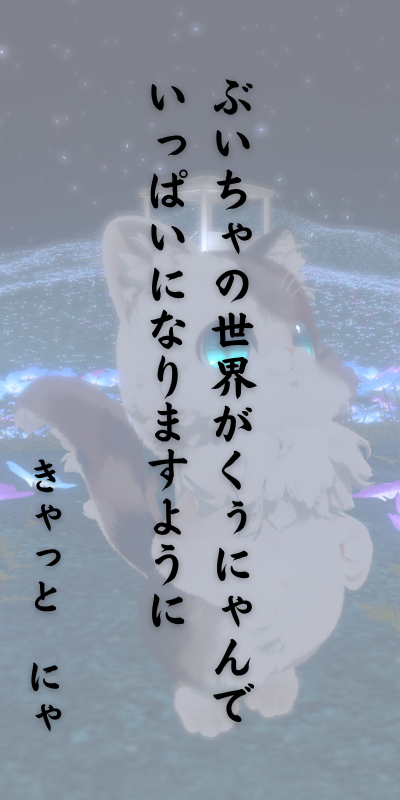 ぶいちゃの世界がくぅにゃんで
いっぱいになりますように
きゃっと　にゃ